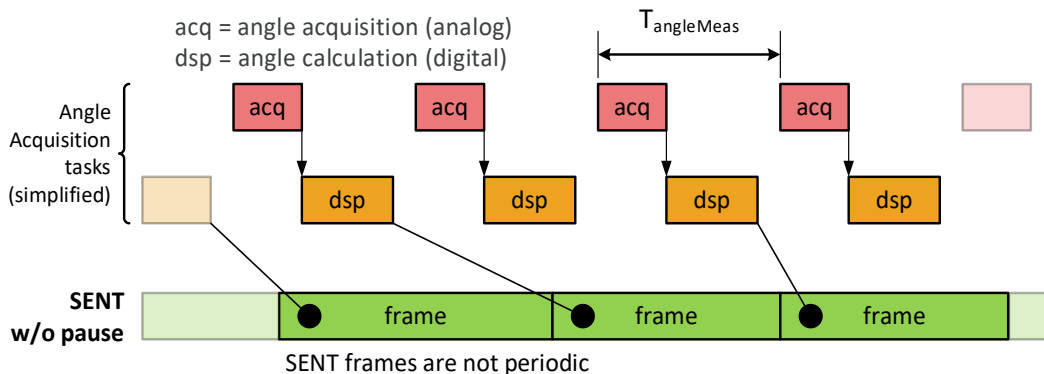 acq = angle acquisition (analog)
dsp = angle calculation (digital)
TangleMeas
Angle
Acquisition
tasks
(simplified)
acq
acq
acq
acq
dsp
dsp
dsp
dsp
SENT
w/o pause
frame
frame
frame
SENT frames are not periodic